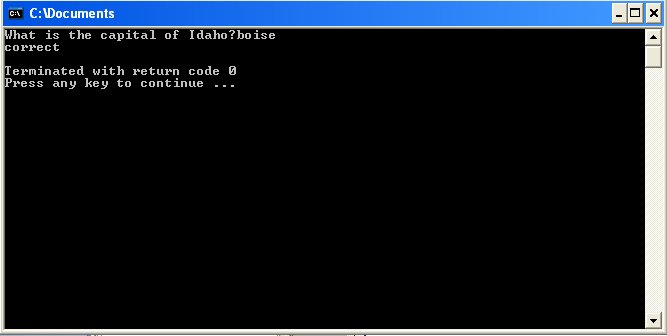 C:\Documents
What is the capital of Idaho?boise
correct
Terminated with return code 0
Press any key to continue ...